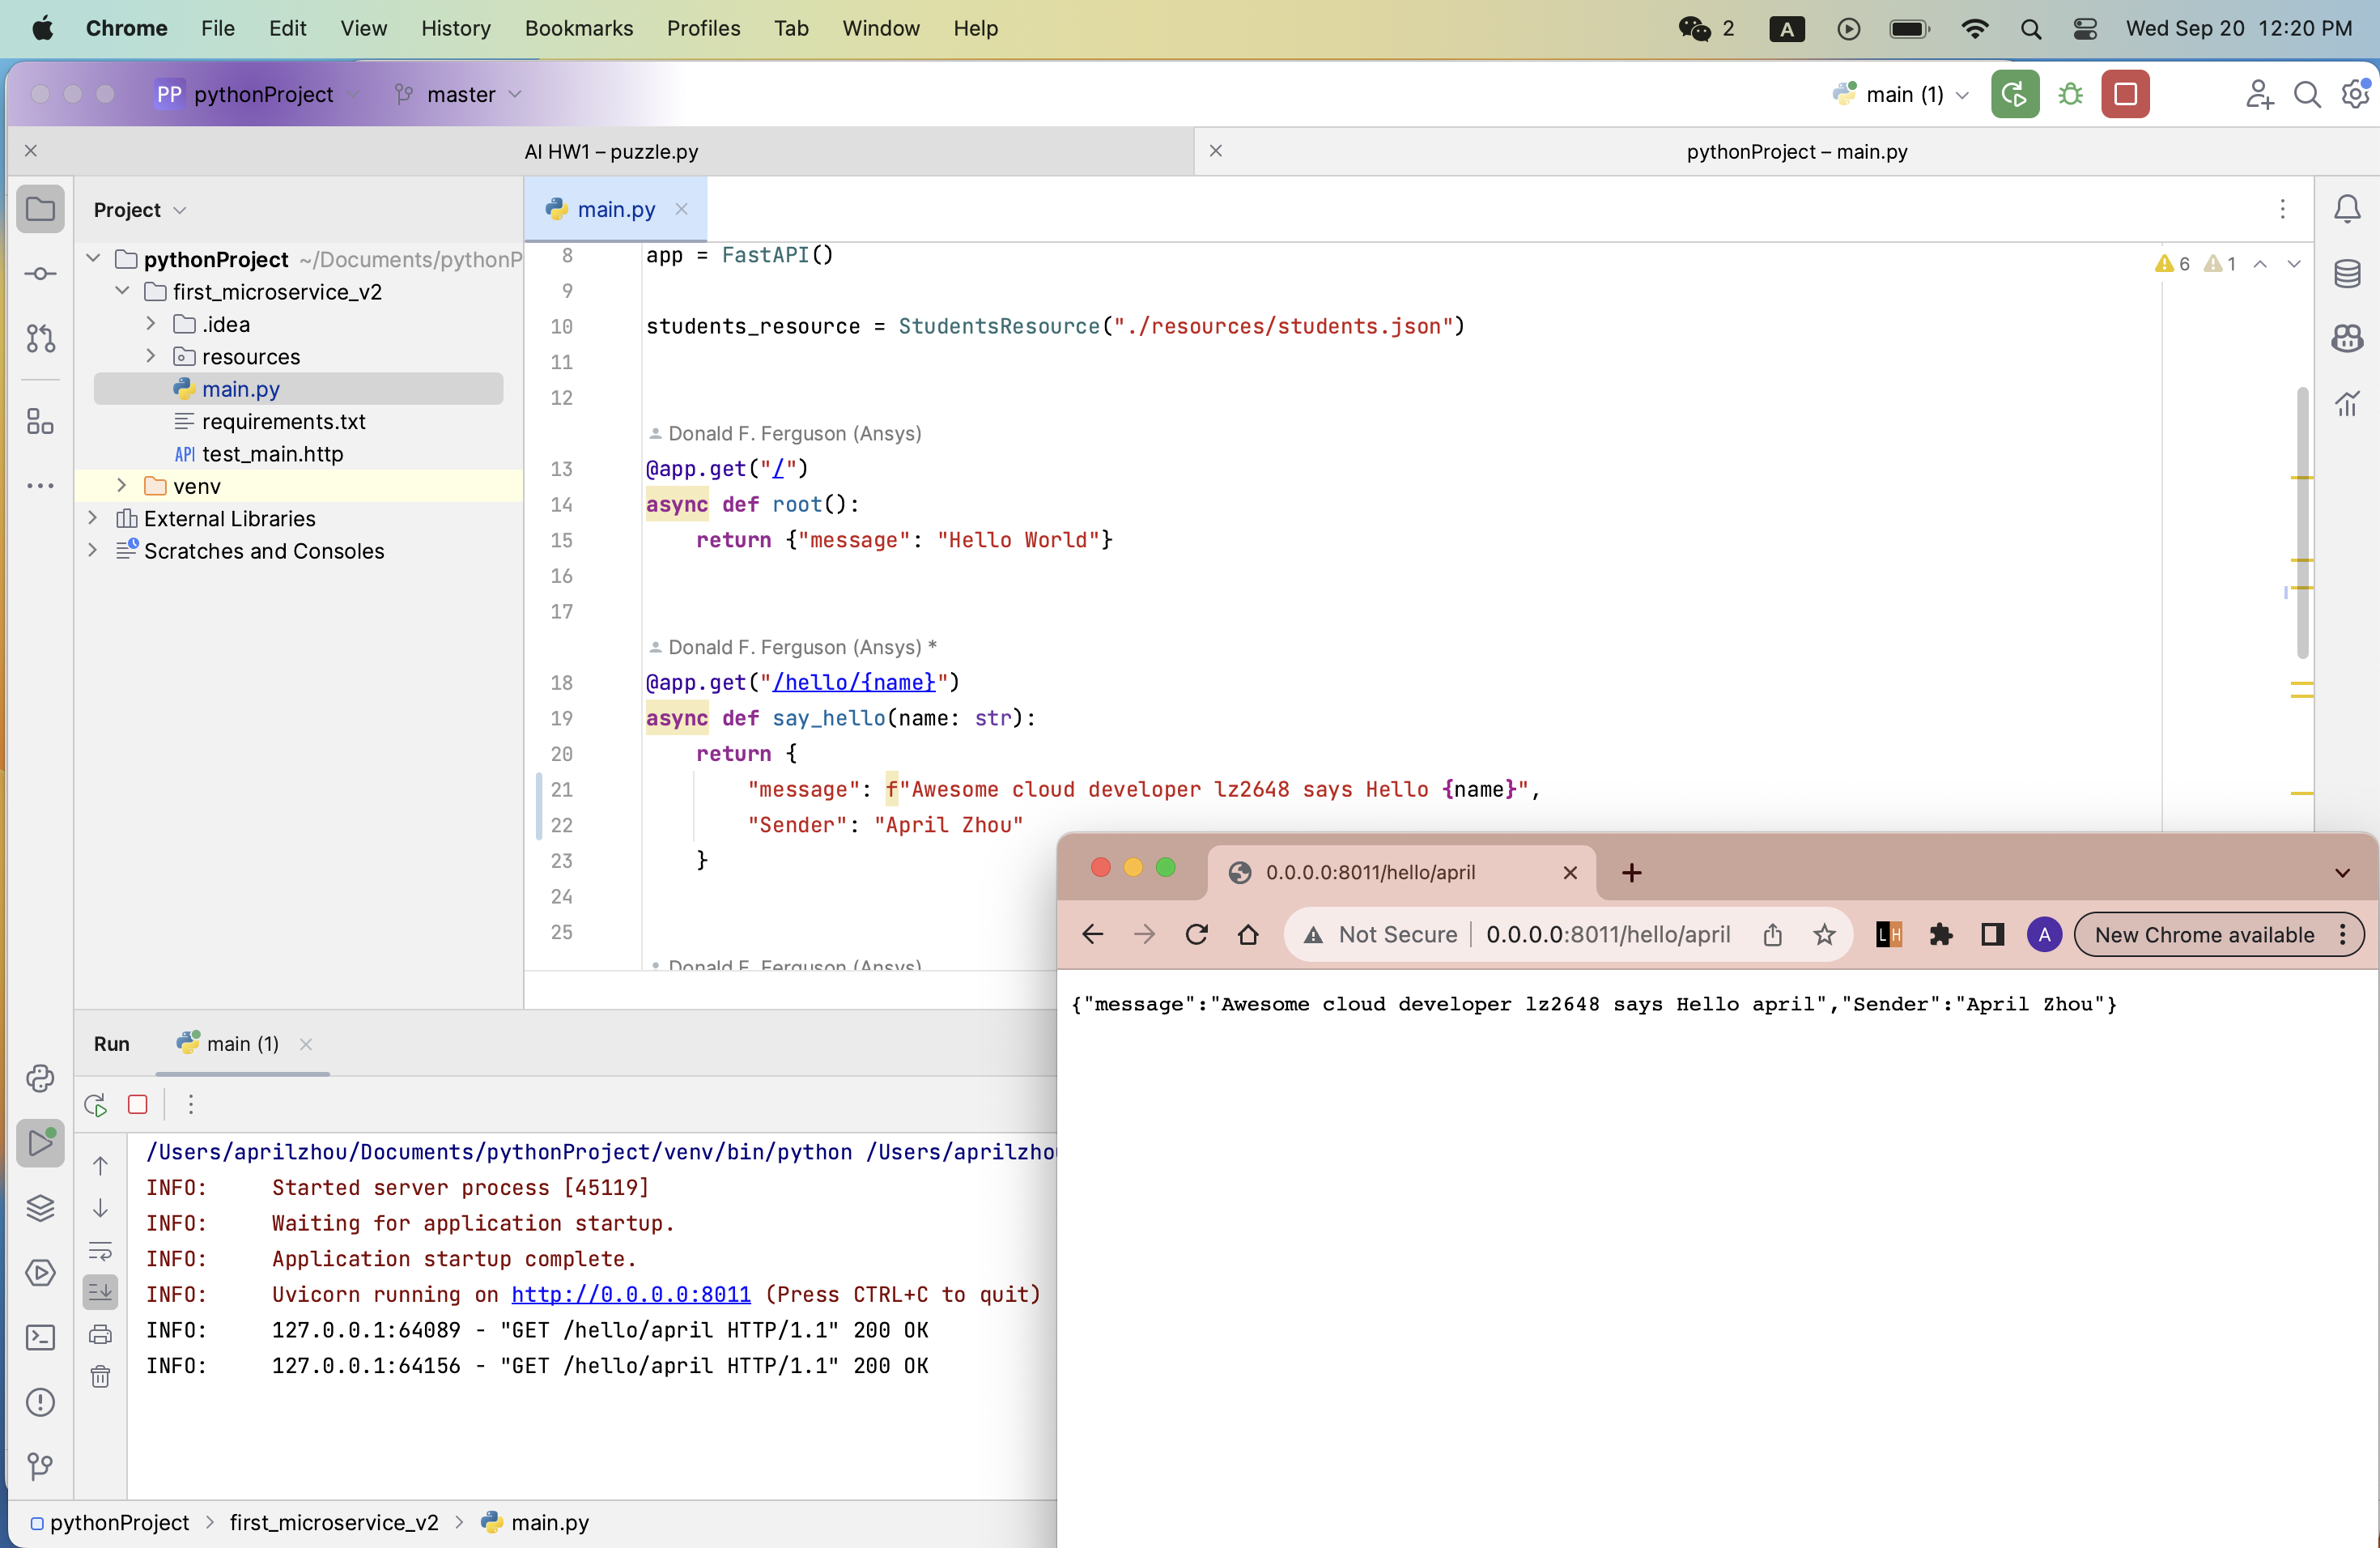 Chrome File Edit View History Bookmarks Profiles Tab Window Help 2 A Wed Sep 20 12:20 PM
PP pythonProject master main (1)
AI HW1 – puzzle.py pythonProject – main.py
Project
main.py
pythonProject ~/Documents/pythonP
first_microservice_v2
.idea
resources
main.py
requirements.txt
API test_main.http
venv
External Libraries
Scratches and Consoles
6 1
8 app = FastAPI()
9
10 students_resource = StudentsResource("./resources/students.json")
11
12
Donald F. Ferguson (Ansys)
13 @app.get("/")
14 async def root():
15 return {"message": "Hello World"}
16
17
Donald F. Ferguson (Ansys) *
18 @app.get("/hello/{name}")
19 async def say_hello(name: str):
20 return {
21 "message": f"Awesome cloud developer lz2648 says Hello {name}",
22 "Sender": "April Zhou"
23 }
24
25
Donald F. Ferguson (Ansys)
0.0.0.0:8011/hello/april
Not Secure 0.0.0.0:8011/hello/april LH A New Chrome available
{"message":"Awesome cloud developer lz2648 says Hello april","Sender":"April Zhou"}
Run main (1)
/Users/aprilzhou/Documents/pythonProject/venv/bin/python /Users/aprilzho
INFO: Started server process [45119]
INFO: Waiting for application startup.
INFO: Application startup complete.
INFO: Uvicorn running on http://0.0.0.0:8011 (Press CTRL+C to quit)
INFO: 127.0.0.1:64089 - "GET /hello/april HTTP/1.1" 200 OK
INFO: 127.0.0.1:64156 - "GET /hello/april HTTP/1.1" 200 OK
pythonProject > first_microservice_v2 > main.py